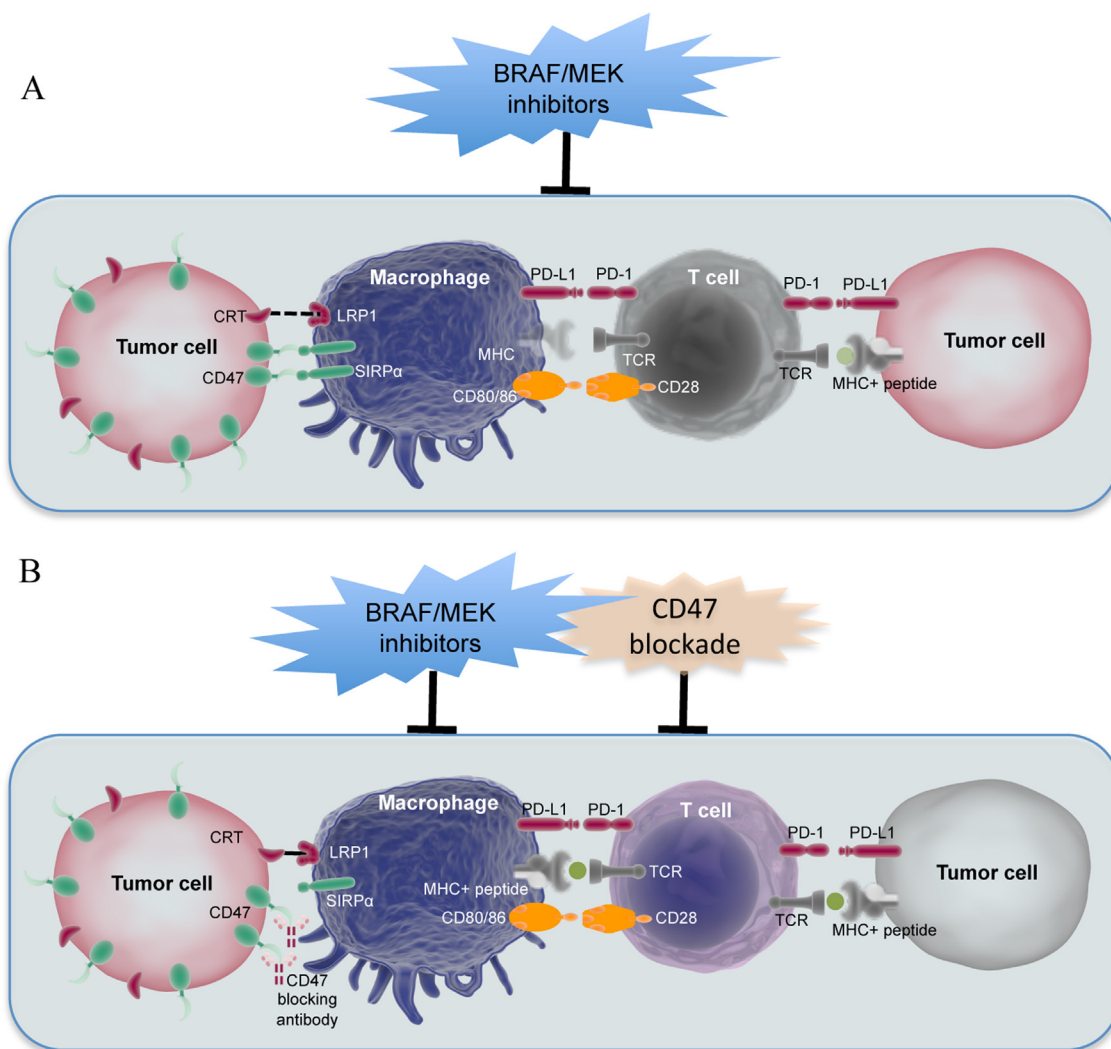 A
BRAF/MEK
inhibitors
Macrophage
PD-L1
PD-1
T cell
PD-1
PD-L1
CRT
LRP1
Tumor cell
MHC
TCR
Tumor cell
CD47
SIRPα
TCR
MHC+ peptide
CD80/86
CD28
B
BRAF/MEK
inhibitors
CD47
blockade
Macrophage
PD-L1
PD-1
T cell
PD-1
PD-L1
CRT
LRP1
Tumor cell
MHC+ peptide
TCR
Tumor cell
CD47
SIRPα
CD80/86
CD28
TCR
MHC+ peptide
CD47
blocking
antibody